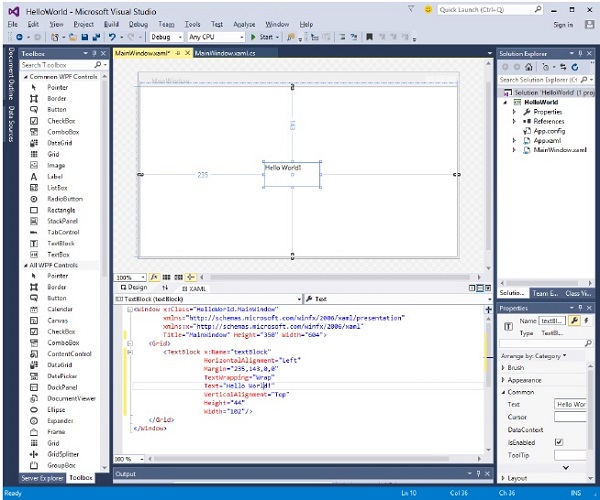 HelloWorld - Microsoft Visual Studio
Quick Launch (Ctrl+Q)
File Edit View Project Build Debug Team Design Format Tools Test Analyze Window Help
Sign in
Debug Any CPU Start
Document Outline
Data Sources
Toolbox
Search Toolbox
Common WPF Controls
Pointer
Border
Button
CheckBox
ComboBox
DataGrid
Grid
Image
Label
ListBox
RadioButton
Rectangle
StackPanel
TabControl
TextBlock
TextBox
All WPF Controls
Pointer
Border
Button
Calendar
Canvas
CheckBox
ComboBox
ContentControl
DataGrid
DatePicker
DockPanel
DocumentViewer
Ellipse
Expander
Frame
Grid
GridSplitter
GroupBox
Server Explorer Toolbox
MainWindow.xaml* MainWindow.xaml.cs
MainWindow
143
235
Hello World!
100%
Design XAML
TextBlock (textBlock) Text
<Window x:Class="HelloWorld.MainWindow"
xmlns="http://schemas.microsoft.com/winfx/2006/xaml/presentation"
xmlns:x="http://schemas.microsoft.com/winfx/2006/xaml"
Title="MainWindow" Height="350" Width="604">
<Grid>
<TextBlock x:Name="textBlock"
HorizontalAlignment="Left"
Margin="235,143,0,0"
TextWrapping="Wrap"
Text="Hello World!"
VerticalAlignment="Top"
Height="44"
Width="102"/>
</Grid>
</Window>
100 %
Output
Solution Explorer
Search Solution Explorer (Ct
Solution 'HelloWorld' (1 proj
HelloWorld
Properties
References
App.config
App.xaml
MainWindow.xaml
Solutio... Team E... Class Vi...
Properties
Name textBl...
Type TextBl...
Arrange by: Category
Brush
Appearance
Common
Text Hello Wor
Cursor
DataContext
IsEnabled
ToolTip
Layout
Ready Ln 10 Col 36 Ch 36 INS